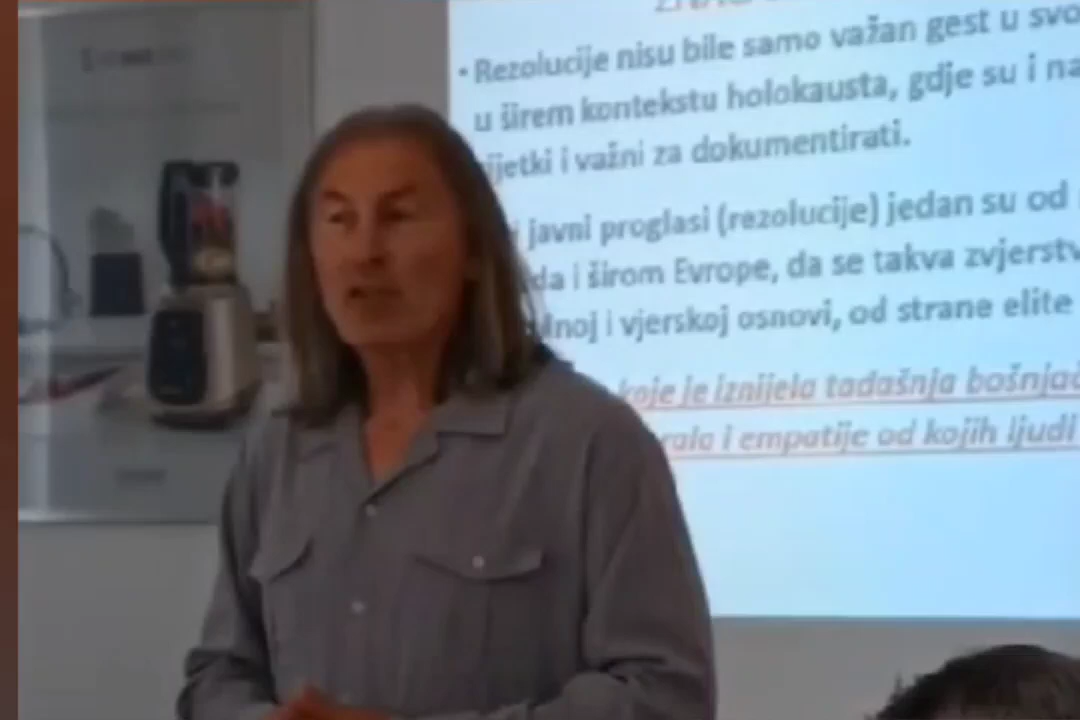 • Rezolucije nisu bile samo važan gest u svo
u širem kontekstu holokausta, gdje su i na
ijetki i važni za dokumentirati.
i javni proglasi (rezolucije) jedan su od
da i širom Evrope, da se takva zvjerstv
lnoj i vjerskoj osnovi, od strane elite
koje je iznijela tadašnja bošnjač
rala i empatije od kojih ljudi